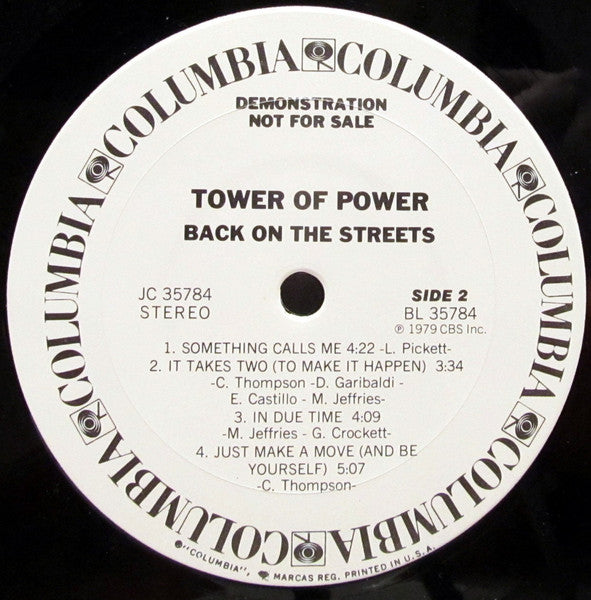 COLUMBIA COLUMBIA COLUMBIA COLUMBIA COLUMBIA COLUMBIA COLUMBIA COLUMBIA
DEMONSTRATION
NOT FOR SALE
TOWER OF POWER
BACK ON THE STREETS
JC 35784
STEREO
SIDE 2
BL 35784
℗ 1979 CBS Inc.
1. SOMETHING CALLS ME 4:22 -L. Pickett-
2. IT TAKES TWO (TO MAKE IT HAPPEN) 3:34
-C. Thompson -D. Garibaldi -
E. Castillo - M. Jeffries-
3. IN DUE TIME 4:09
-M. Jeffries - G. Crockett-
4. JUST MAKE A MOVE (AND BE
YOURSELF) 5:07
-C. Thompson-
"COLUMBIA", MARCAS REG. PRINTED IN U.S.A.